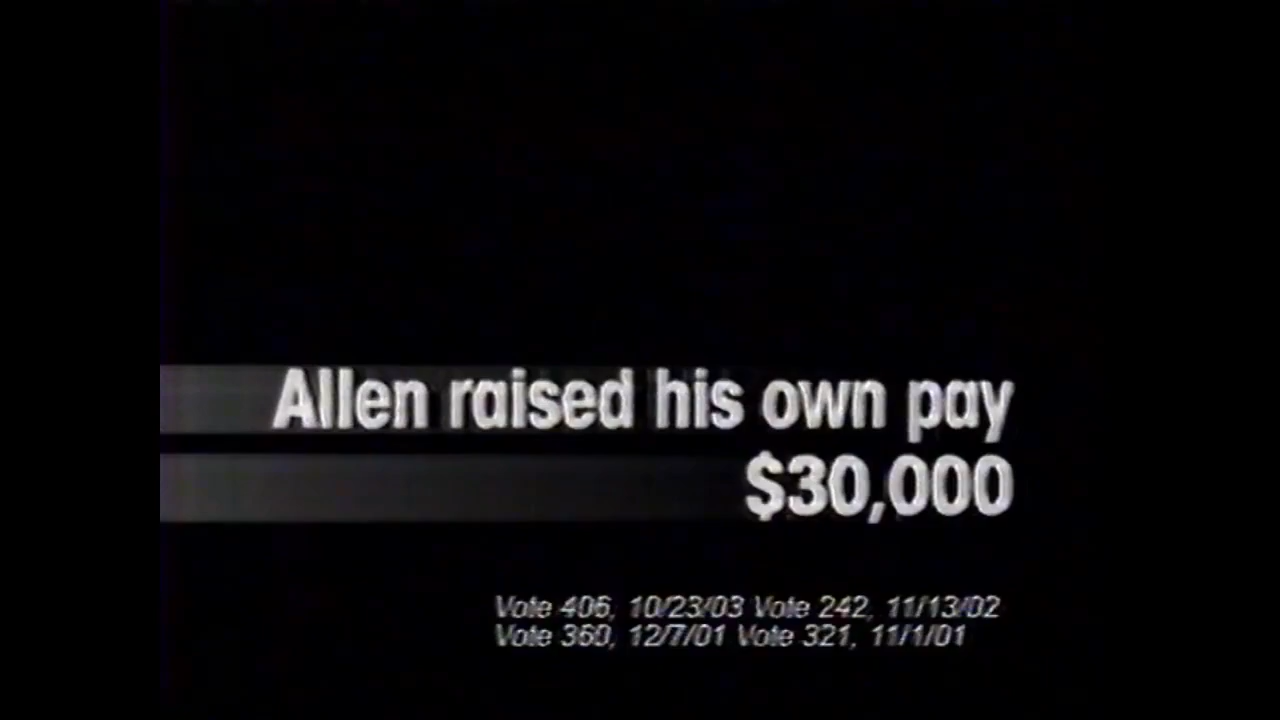 Allen raised his own pay
$30,000
Vote 406, 10/23/03 Vote 242, 11/13/02
Vote 360, 12/7/01 Vote 321, 11/1/01